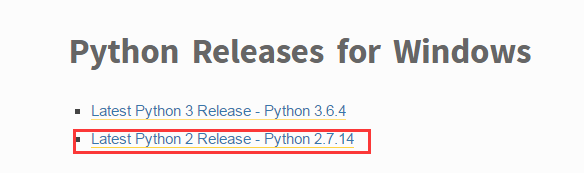 Python Releases for Windows
Latest Python 3 Release - Python 3.6.4
Latest Python 2 Release - Python 2.7.14